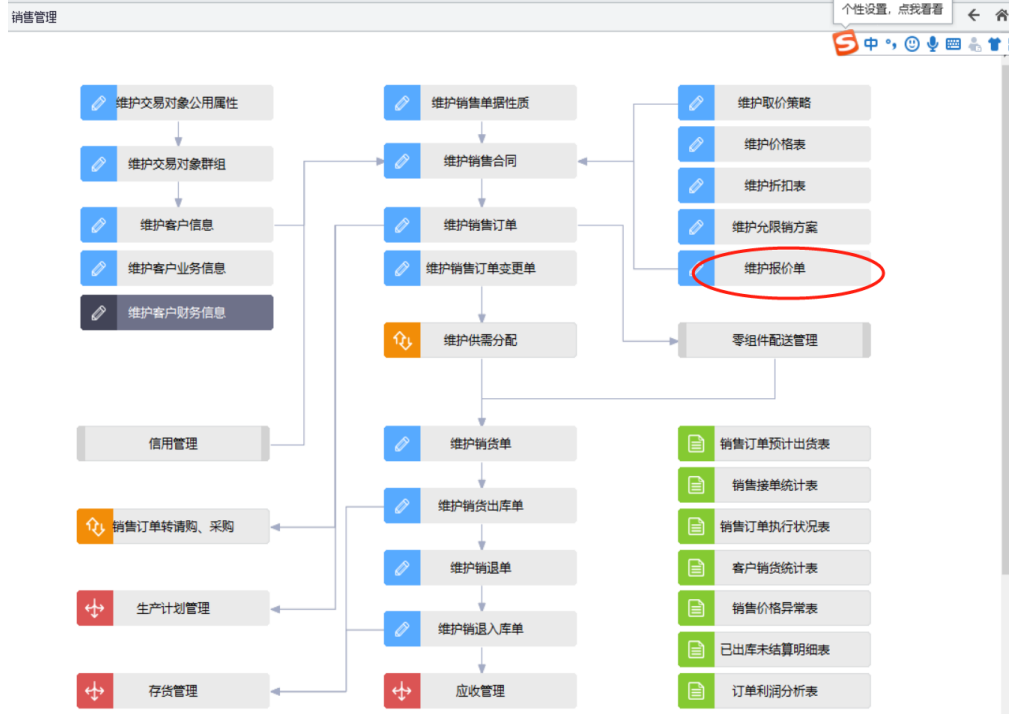 销售管理
个性设置，点我看看
中
维护交易对象公用属性
维护交易对象群组
维护客户信息
维护客户业务信息
维护客户财务信息
信用管理
销售订单转请购、采购
生产计划管理
存货管理
维护销售单据性质
维护销售合同
维护销售订单
维护销售订单变更单
维护供需分配
维护销货单
维护销货出库单
维护销退单
维护销退入库单
应收管理
维护取价策略
维护价格表
维护折扣表
维护允限销方案
维护报价单
零组件配送管理
销售订单预计出货表
销售接单统计表
销售订单执行状况表
客户销货统计表
销售价格异常表
已出库未结算明细表
订单利润分析表